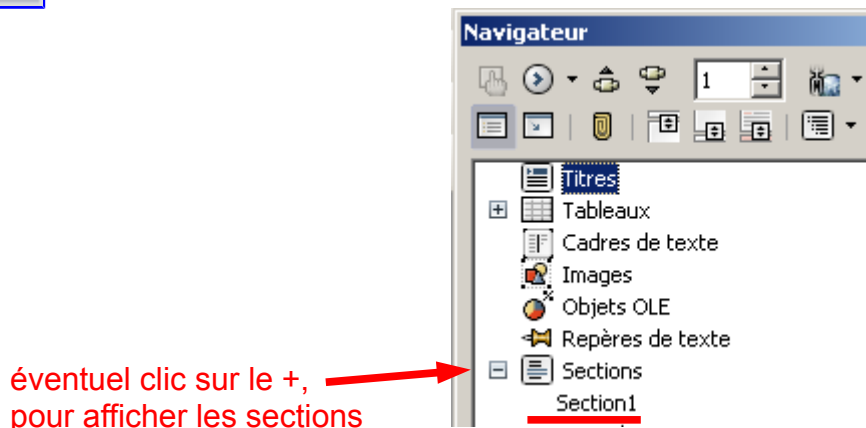 Navigateur
1
Titres
Tableaux
Cadres de texte
Images
Objets OLE
Repères de texte
Sections
Section1
éventuel clic sur le +,
pour afficher les sections